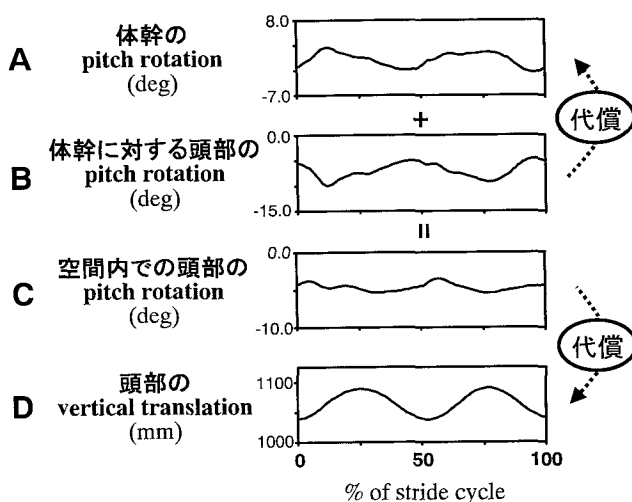 A
体幹の
pitch rotation
(deg)
8.0
-7.0
+
代償
B
体幹に対する頭部の
pitch rotation
(deg)
0.0
-15.0
=
C
空間内での頭部の
pitch rotation
(deg)
0.0
-10.0
代償
D
頭部の
vertical translation
(mm)
1100
1000
0 50 100
% of stride cycle